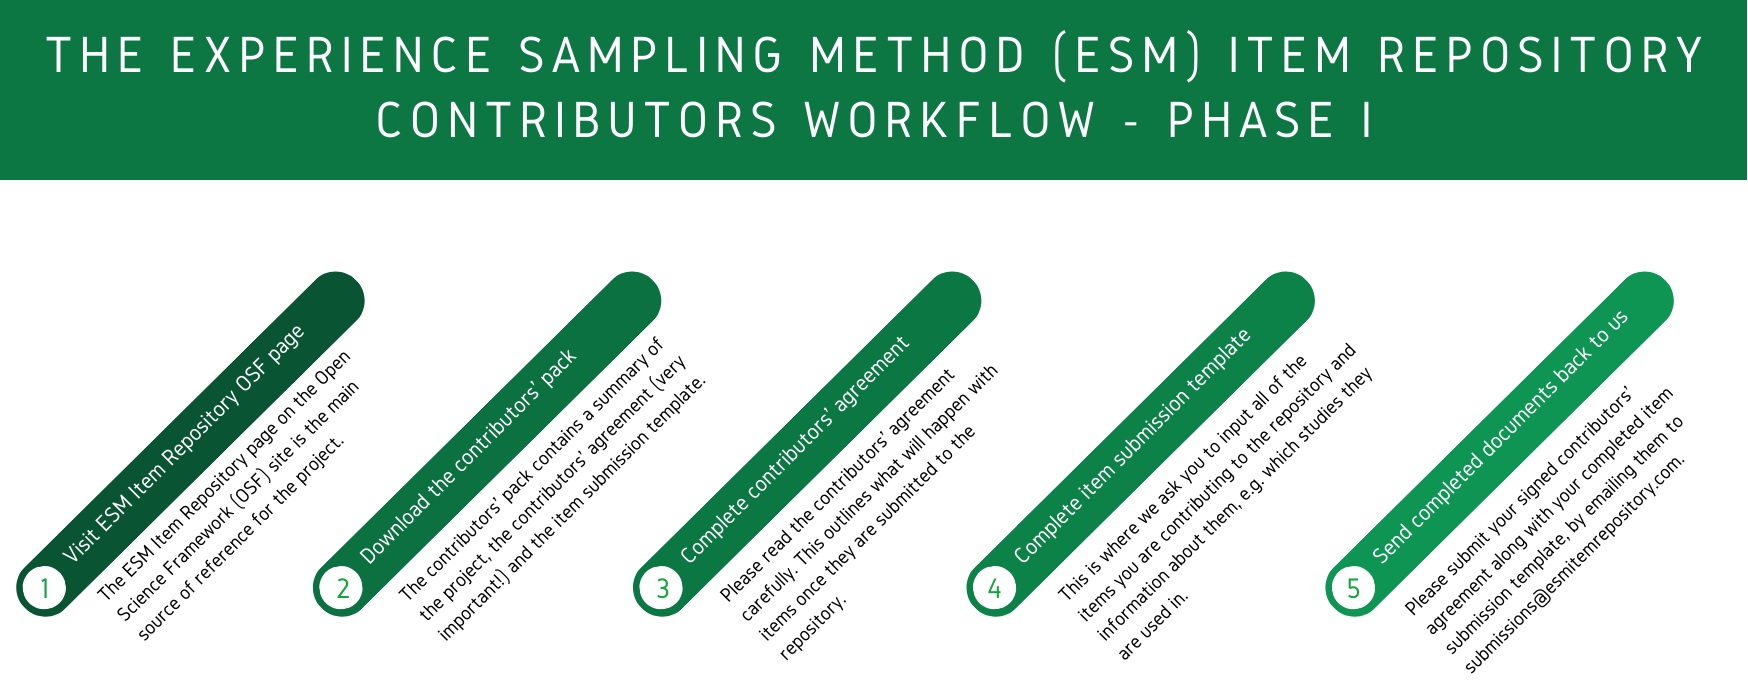 THE EXPERIENCE SAMPLING METHOD (ESM) ITEM REPOSITORY
CONTRIBUTORS WORKFLOW - PHASE I
1
Visit ESM Item Repository OSF page
The ESM Item Repository page on the Open
Science Framework (OSF) site is the main
source of reference for the project.
2
Download the contributors' pack
The contributors' pack contains a summary of
the project, the contributors' agreement (very
important!) and the item submission template.
3
Complete contributors' agreement
Please read the contributors' agreement
carefully. This outlines what will happen with
items once they are submitted to the
repository.
4
Complete item submission template
This is where we ask you to input all of the
items you are contributing to the repository and
information about them, e.g. which studies they
are used in.
5
Send completed documents back to us
Please submit your signed contributors'
agreement along with your completed item
submission template, by emailing them to
submissions@esmitemrepository.com.